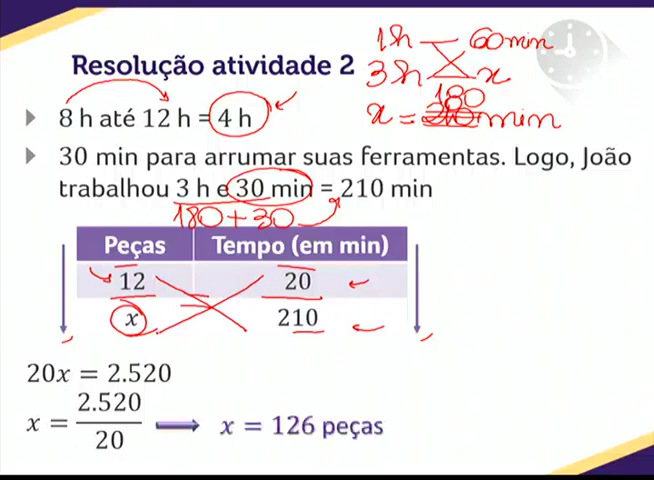 1h — 60min
Resolução atividade 2
3h x
180
x = min
8 h até 12 h = 4 h
30 min para arrumar suas ferramentas. Logo, João
trabalhou 3 h e 30 min = 210 min
180 + 30
Peças Tempo (em min)
12 20
x 210
20x = 2.520
x = 2.520/20 ⟹ x = 126 peças